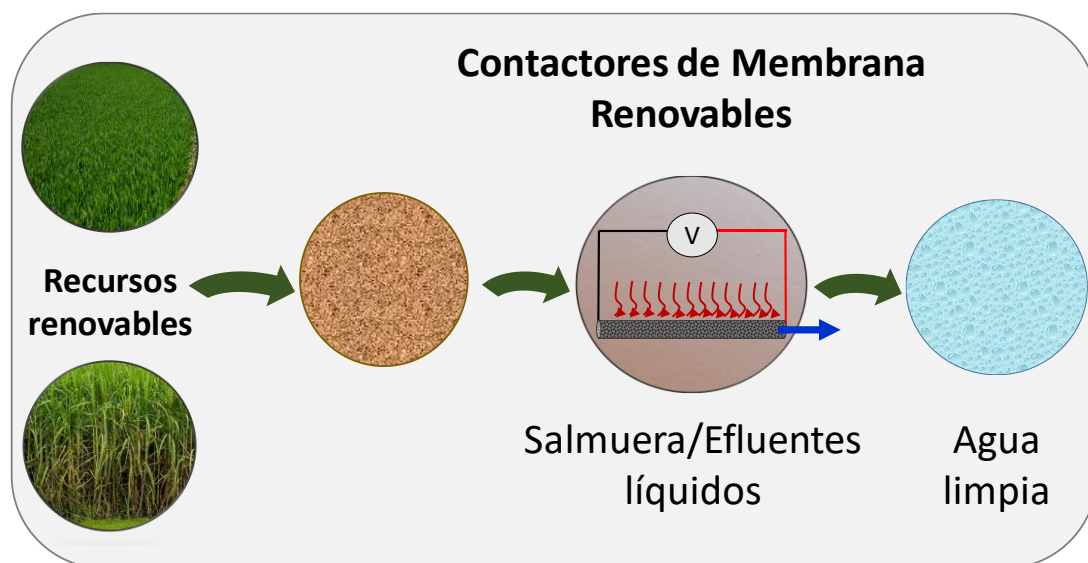 Contactores de Membrana
Renovables
Recursos
renovables
V
Salmuera/Efluentes
líquidos
Agua
limpia